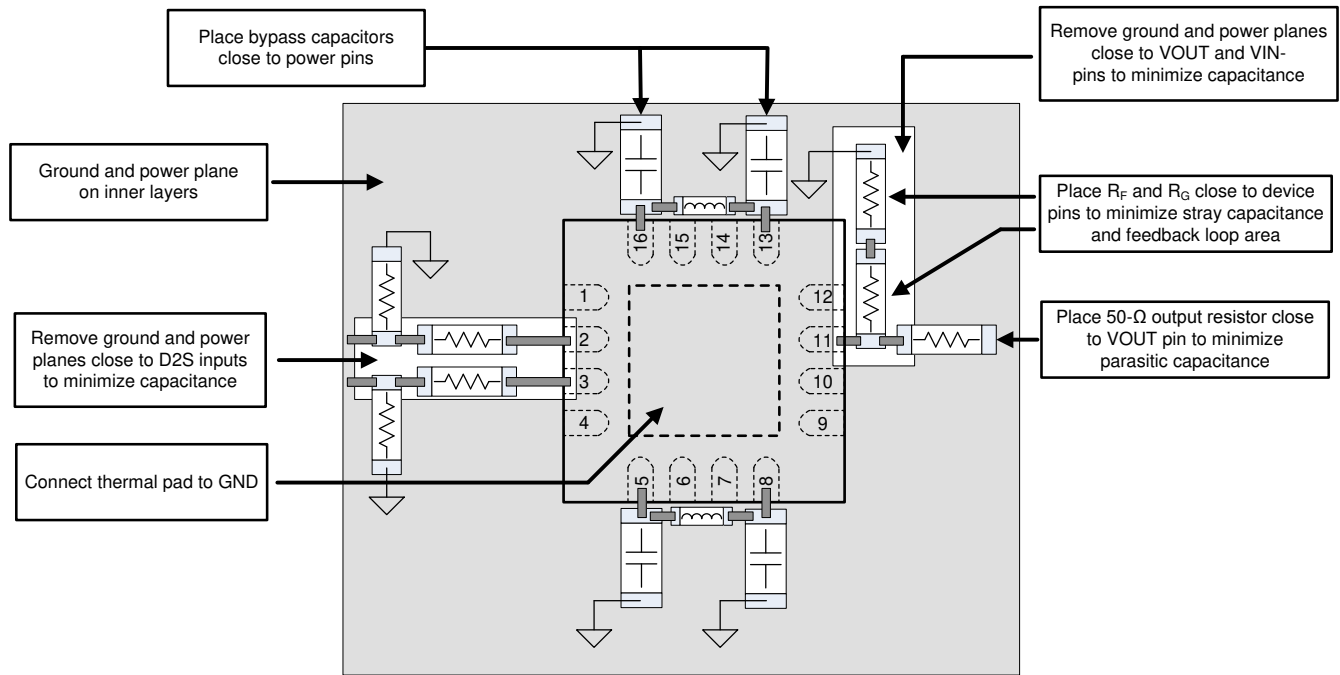 Place bypass capacitors
close to power pins
Remove ground and power planes
close to VOUT and VIN-
pins to minimize capacitance
Ground and power plane
on inner layers
Place RF and RG close to device
pins to minimize stray capacitance
and feedback loop area
Remove ground and power
planes close to D2S inputs
to minimize capacitance
Place 50-Ω output resistor close
to VOUT pin to minimize
parasitic capacitance
Connect thermal pad to GND
16
15
14
13
1
2
3
4
12
11
10
9
5
6
7
8